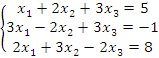 x₁ + 2x₂ + 3x₃ = 5
3x₁ − 2x₂ + 3x₃ = −1
2x₁ + 3x₂ − 2x₃ = 8